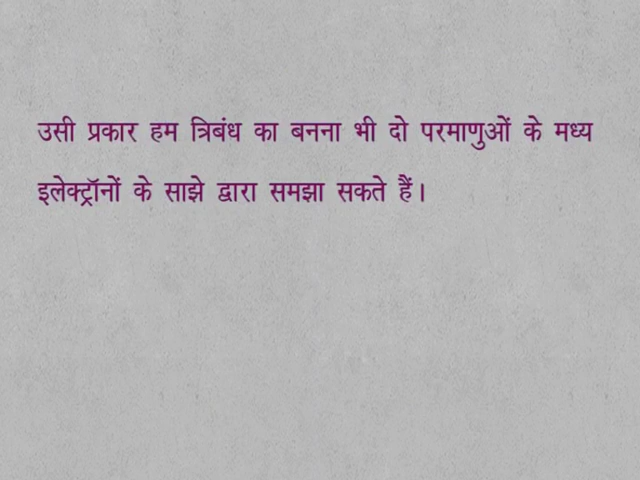 उसी प्रकार हम त्रिबंध का बनना भी दो परमाणुओं के मध्य
इलेक्ट्रॉनों के साझे द्वारा समझा सकते हैं।